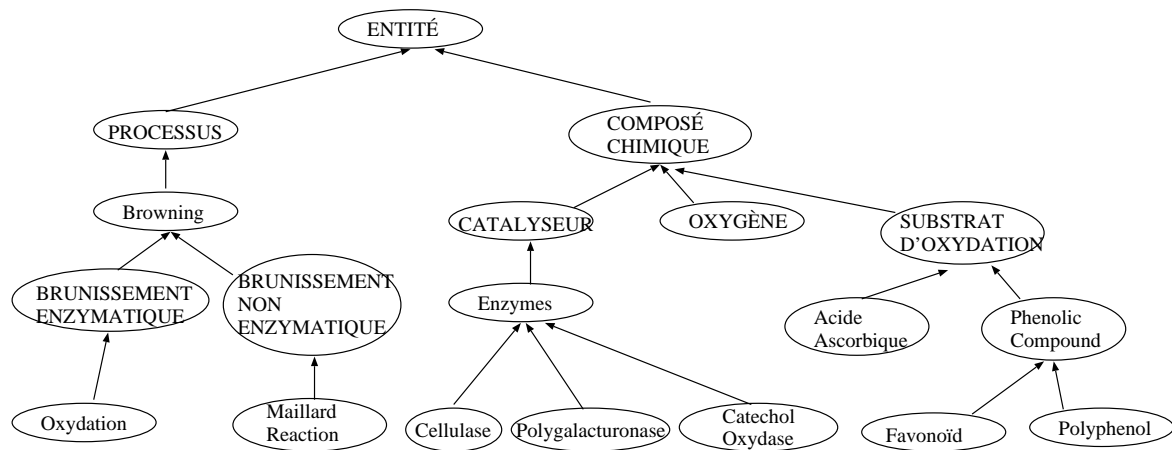 ENTITÉ
PROCESSUS
COMPOSÉ
CHIMIQUE
Browning
CATALYSEUR
OXYGÈNE
SUBSTRAT
D'OXYDATION
BRUNISSEMENT
ENZYMATIQUE
BRUNISSEMENT
NON
ENZYMATIQUE
Enzymes
Acide
Ascorbique
Phenolic
Compound
Oxydation
Maillard
Reaction
Cellulase
Polygalacturonase
Catechol
Oxydase
Favonoïd
Polyphenol